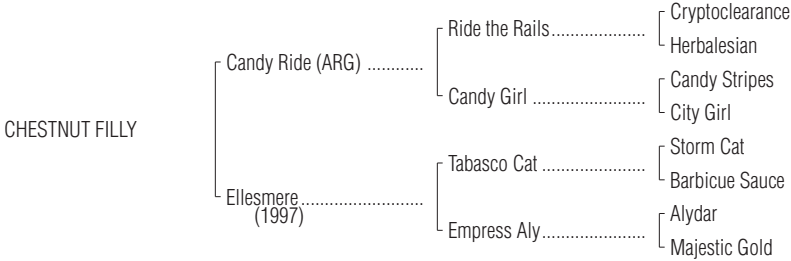 Cryptoclearance
Ride the Rails....................
Herbalesian
Candy Ride (ARG) ............
Candy Stripes
Candy Girl ........................
City Girl
CHESTNUT FILLY
Storm Cat
Tabasco Cat ......................
Barbicue Sauce
Ellesmere..........................
(1997)
Alydar
Empress Aly......................
Majestic Gold